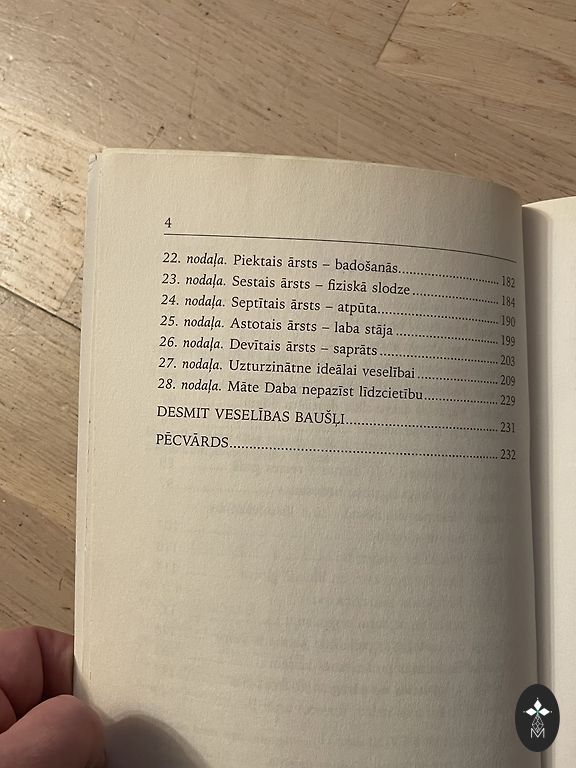 4
22. nodaļa. Piektais ārsts – badošanās........................ 182
23. nodaļa. Sestais ārsts – fiziskā slodze..................... 184
24. nodaļa. Septītais ārsts – atpūta............................ 190
25. nodaļa. Astotais ārsts – laba stāja........................ 199
26. nodaļa. Devītais ārsts – saprāts............................ 203
27. nodaļa. Uzturzinātne ideālai veselībai.................... 209
28. nodaļa. Māte Daba nepazīst līdzcietību.................. 229
DESMIT VESELĪBAS BAUŠĻI.................................. 231
PĒCVĀRDS............................................................ 232
M